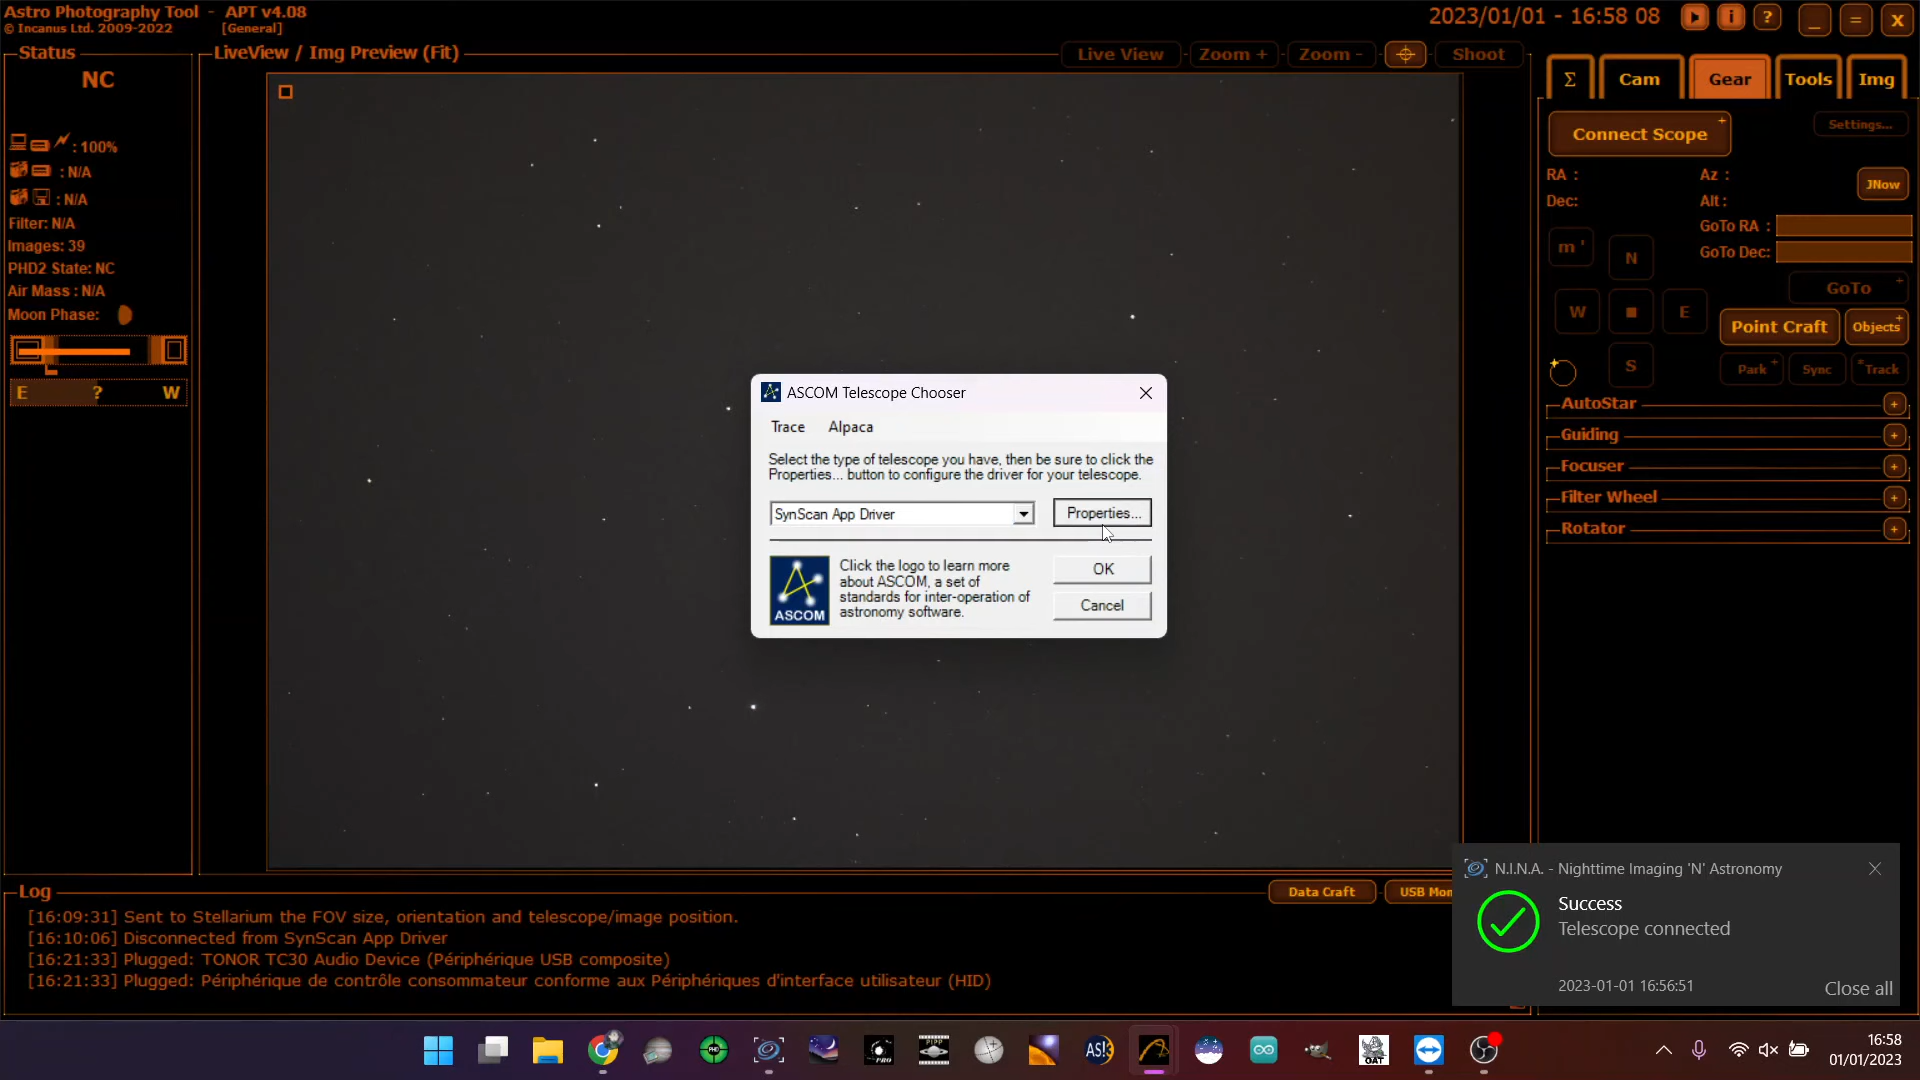 Astro Photography Tool - APT v4.08
© Incanus Ltd. 2009-2022 [General]
2023/01/01 - 16:58 08
i
?
_
=
X
Status
NC
: 100%
: N/A
: N/A
Filter: N/A
Images: 39
PHD2 State: NC
Air Mass : N/A
Moon Phase:
E ? W
LiveView / Img Preview (Fit)
Live View
Zoom +
Zoom -
Shoot
Σ
Cam
Gear
Tools
Img
Connect Scope +
Settings...
RA :
Az :
JNow
Dec:
Alt :
GoTo RA :
GoTo Dec:
m '
N
GoTo +
W
E
Point Craft
Objects +
S
Park +
Sync
*Track
AutoStar +
Guiding +
Focuser +
Filter Wheel +
Rotator +
ASCOM Telescope Chooser
Trace Alpaca
Select the type of telescope you have, then be sure to click the
Properties... button to configure the driver for your telescope.
SynScan App Driver
Properties...
Click the logo to learn more
about ASCOM, a set of
standards for inter-operation of
astronomy software.
ASCOM
OK
Cancel
Log
Data Craft
USB Mon
[16:09:31] Sent to Stellarium the FOV size, orientation and telescope/image position.
[16:10:06] Disconnected from SynScan App Driver
[16:21:33] Plugged: TONOR TC30 Audio Device (Périphérique USB composite)
[16:21:33] Plugged: Périphérique de contrôle consommateur conforme aux Périphériques d'interface utilisateur (HID)
N.I.N.A. - Nighttime Imaging 'N' Astronomy
Success
Telescope connected
2023-01-01 16:56:51
Close all
PHD
PRO
PIPP
AS!3
OAT
16:58
01/01/2023